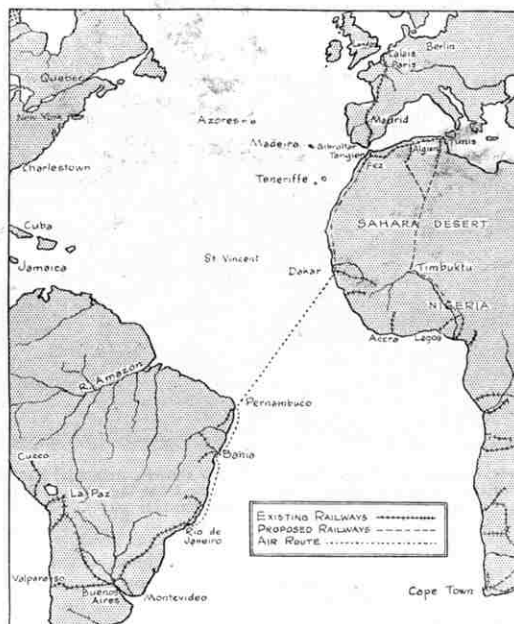 Quebec
New York
Charlestown
Cuba
Jamaica
Azores
Madeira
Teneriffe
St. Vincent
London
Calais
Paris
Berlin
Madrid
Gibraltar
Tangier
Fez
Algiers
Tunis
SAHARA DESERT
Dakar
Timbuktu
NIGERIA
Accra
Lagos
R. Amazon
Pernambuco
Bahia
Cuzco
La Paz
Rio de
Janeiro
Valparaiso
Buenos
Aires
Montevideo
Cape Town
EXISTING RAILWAYS
PROPOSED RAILWAYS
AIR ROUTE